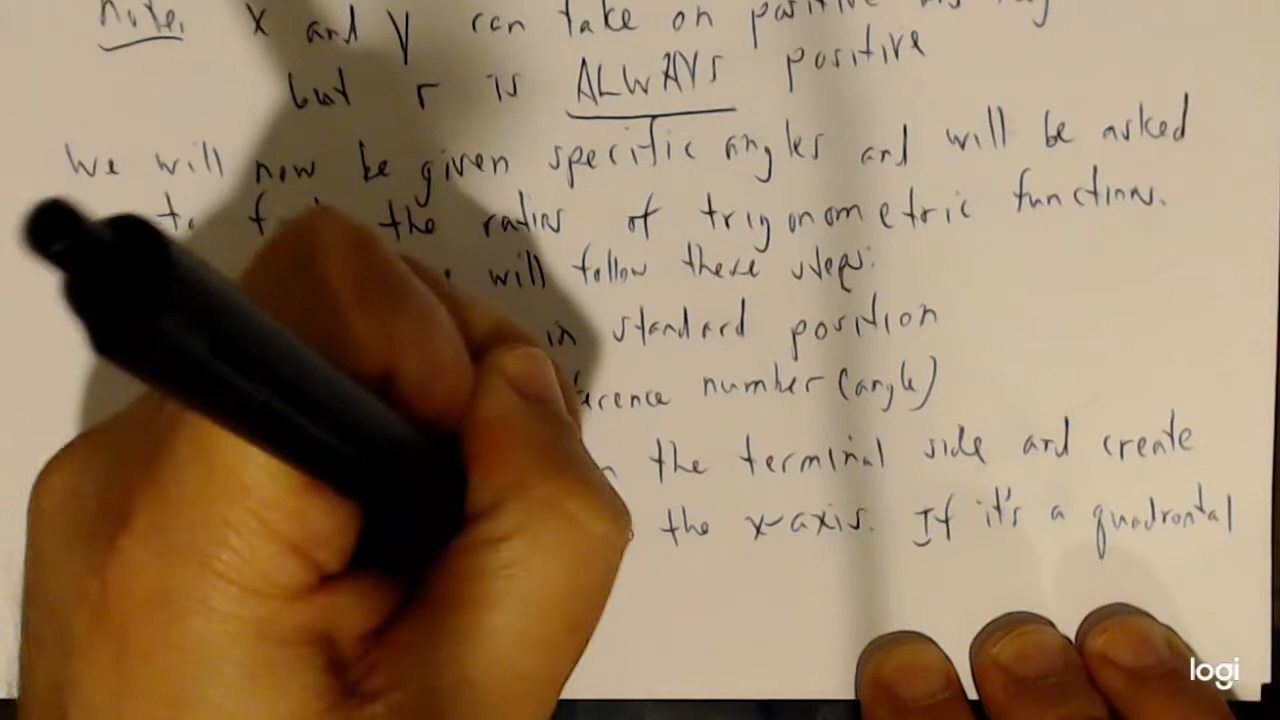 Note: x and y can take on positive
but r is ALWAYS positive
We will now be given specific angles and will be asked
to the ratios of trigonometric functions.
will follow these steps:
in standard position
number (angle)
the terminal side and create
the x-axis. If it's a quadrontal
logi